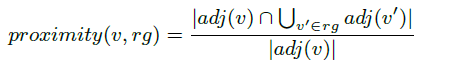 proximity(v, rg) = |adj(v) ∩ ⋃_{v′∈rg} adj(v′)| / |adj(v)|